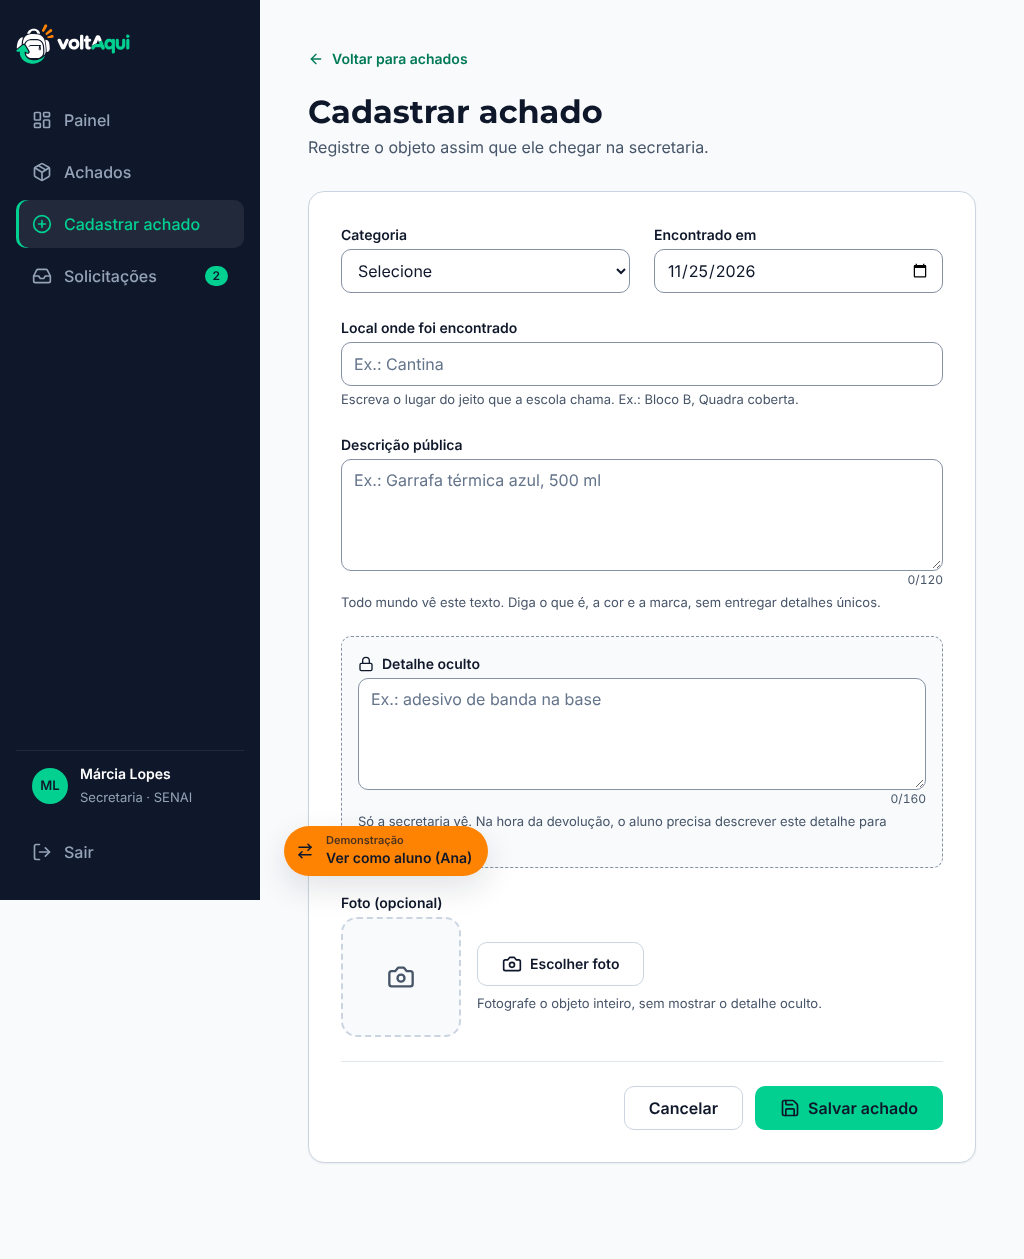 voltAqui
Painel
Achados
Cadastrar achado
Solicitações 2
ML Márcia Lopes
Secretaria · SENAI
Sair
Voltar para achados
Cadastrar achado
Registre o objeto assim que ele chegar na secretaria.
Categoria
Selecione
Encontrado em
11/25/2026
Local onde foi encontrado
Ex.: Cantina
Escreva o lugar do jeito que a escola chama. Ex.: Bloco B, Quadra coberta.
Descrição pública
Ex.: Garrafa térmica azul, 500 ml
0/120
Todo mundo vê este texto. Diga o que é, a cor e a marca, sem entregar detalhes únicos.
Detalhe oculto
Ex.: adesivo de banda na base
0/160
Só a secretaria vê. Na hora da devolução, o aluno precisa descrever este detalhe para
Demonstração
Ver como aluno (Ana)
Foto (opcional)
Escolher foto
Fotografe o objeto inteiro, sem mostrar o detalhe oculto.
Cancelar
Salvar achado